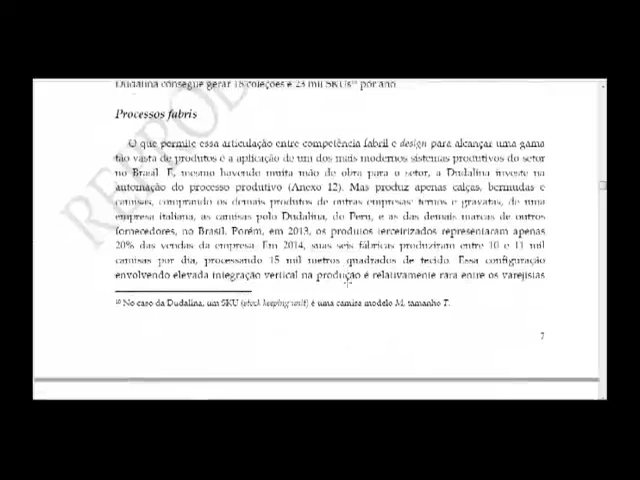 Dudalina consegue gerar 18 coleções e 23 mil SKUs¹⁰ por ano
Processos fabris
O que permite essa articulação entre competência fabril e design para alcançar uma gama
tão vasta de produtos é a aplicação de um dos mais modernos sistemas produtivos do setor
no Brasil. E, mesmo havendo muita mão de obra para o setor, a Dudalina investe na
automação do processo produtivo (Anexo 12). Mas produz apenas calças, bermudas e
camisas, comprando os demais produtos de outras empresas: ternos e gravatas, de uma
empresa italiana, as camisas polo Dudalina, do Peru, e as das demais marcas de outros
fornecedores, no Brasil. Porém, em 2013, os produtos terceirizados representaram apenas
20% das vendas da empresa. Em 2014, suas seis fábricas produziram entre 10 e 11 mil
camisas por dia, processando 15 mil metros quadrados de tecido. Essa configuração
envolvendo elevada integração vertical na produção é relativamente rara entre os varejistas
¹⁰ No caso da Dudalina, um SKU (stock keeping unit) é uma camisa modelo M, tamanho T.
7